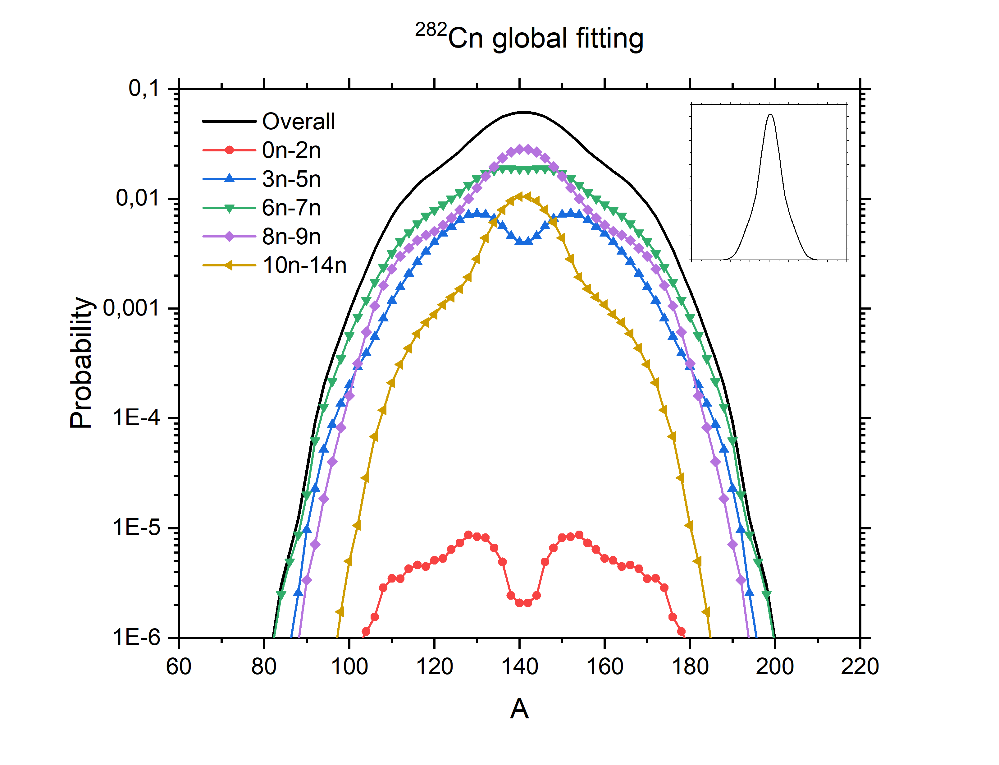 ²⁸²Cn global fitting
Overall
0n-2n
3n-5n
6n-7n
8n-9n
10n-14n
Probability
0,1
0,01
0,001
1E-4
1E-5
1E-6
60 80 100 120 140 160 180 200 220
A